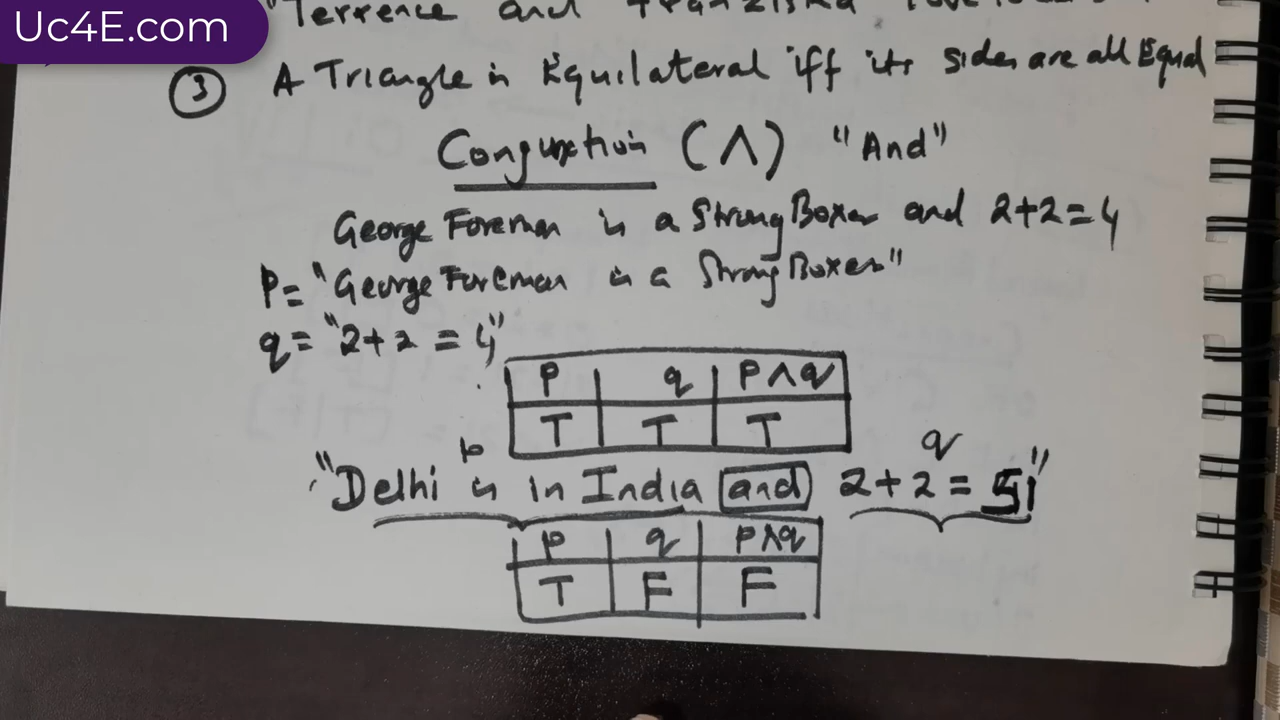 Uc4E.com
"Terrence and
③ A Triangle is Equilateral iff its sides are all Equal
Conjunction (∧) "And"
George Foreman is a Strong Boxer and 2+2=4
P= "George Foreman is a Strong Boxer"
q= "2+2 = 4"
P q P∧q
T T T
p q
"Delhi is in India and 2+2 = 5"
P q P∧q
T F F